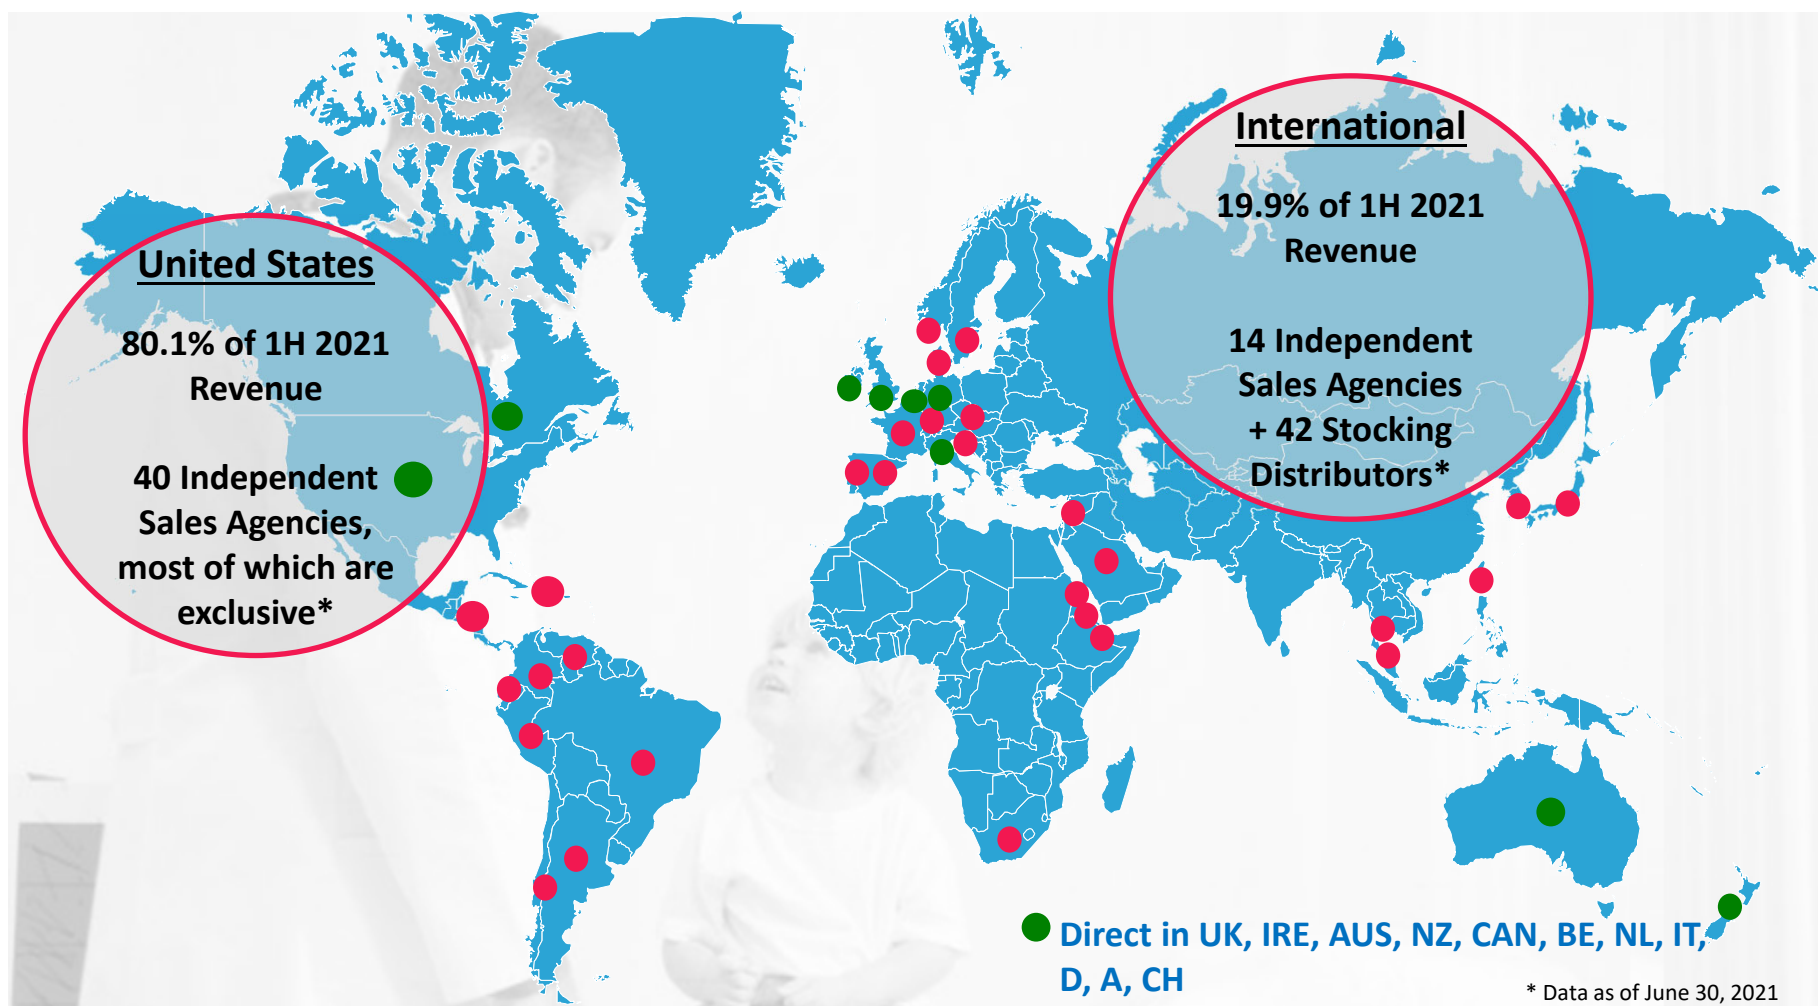 United States
80.1% of 1H 2021
Revenue
40 Independent
Sales Agencies,
most of which are
exclusive*
International
19.9% of 1H 2021
Revenue
14 Independent
Sales Agencies
+ 42 Stocking
Distributors*
Direct in UK, IRE, AUS, NZ, CAN, BE, NL, IT,
D, A, CH
* Data as of June 30, 2021